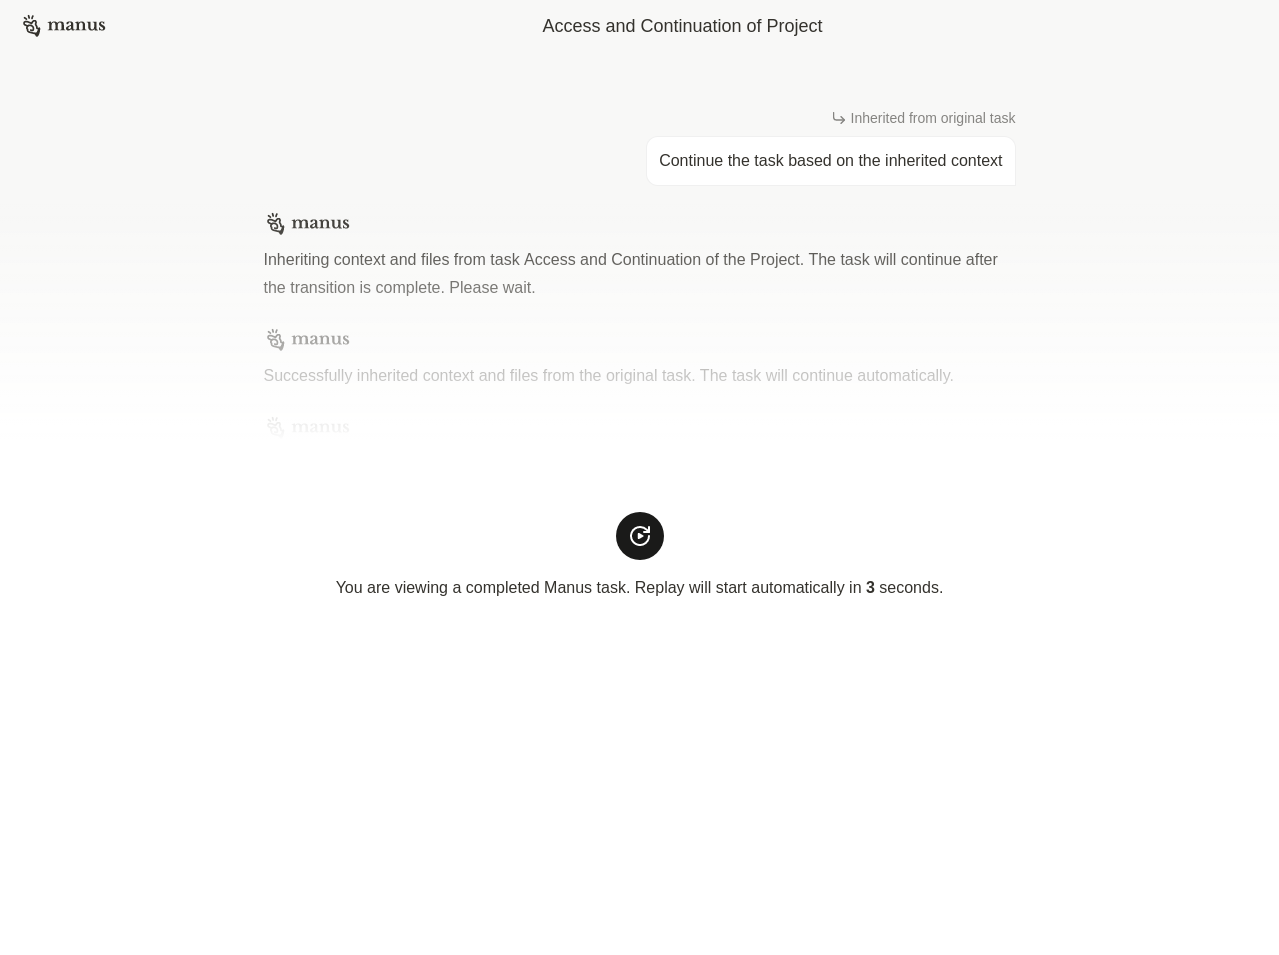 manus
Access and Continuation of Project
Inherited from original task
Continue the task based on the inherited context
manus
Inheriting context and files from task Access and Continuation of the Project. The task will continue after
the transition is complete. Please wait.
manus
Successfully inherited context and files from the original task. The task will continue automatically.
manus
You are viewing a completed Manus task. Replay will start automatically in 3 seconds.